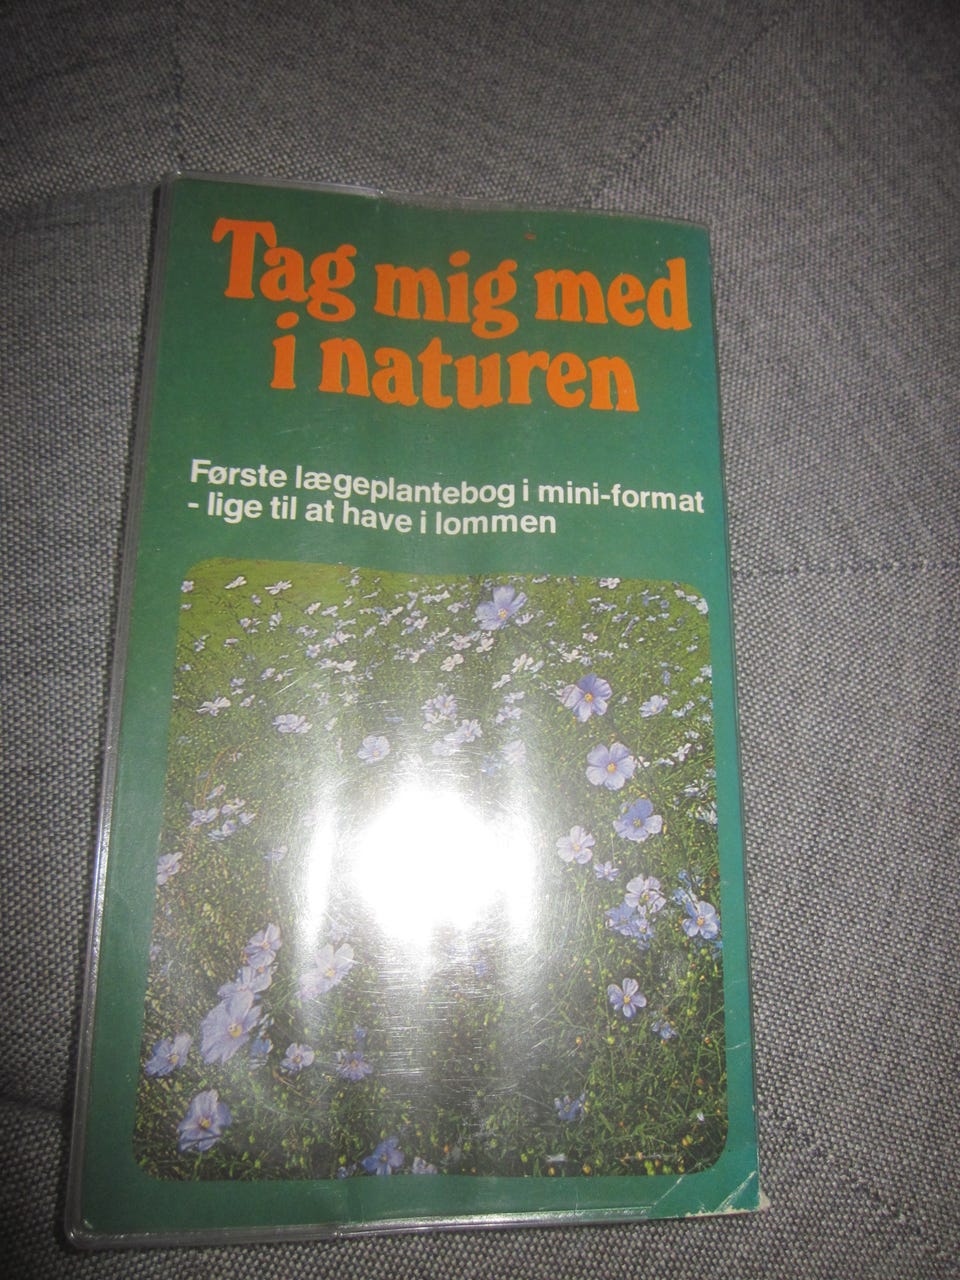 Tag mig med
i naturen
Første lægeplantebog i mini-format
- lige til at have i lommen